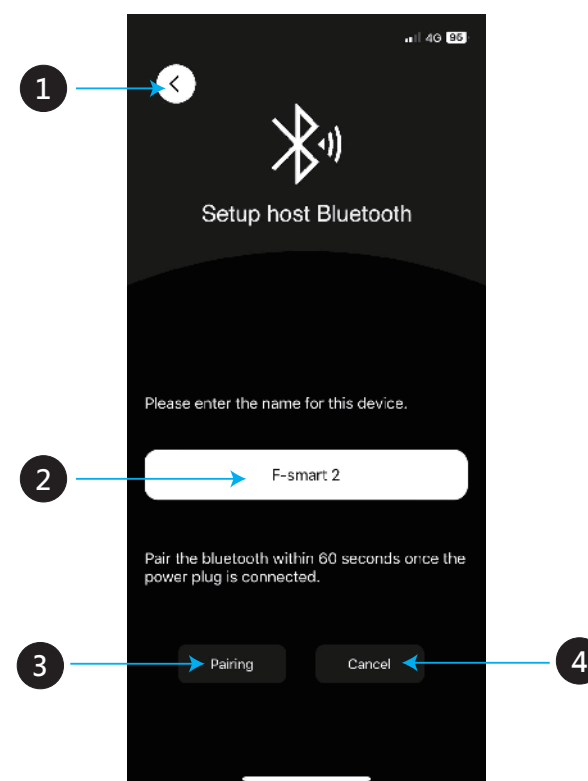 4G 95
1
Setup host Bluetooth
Please enter the name for this device.
2
F-smart 2
Pair the bluetooth within 60 seconds once the
power plug is connected.
3
Pairing
Cancel
4